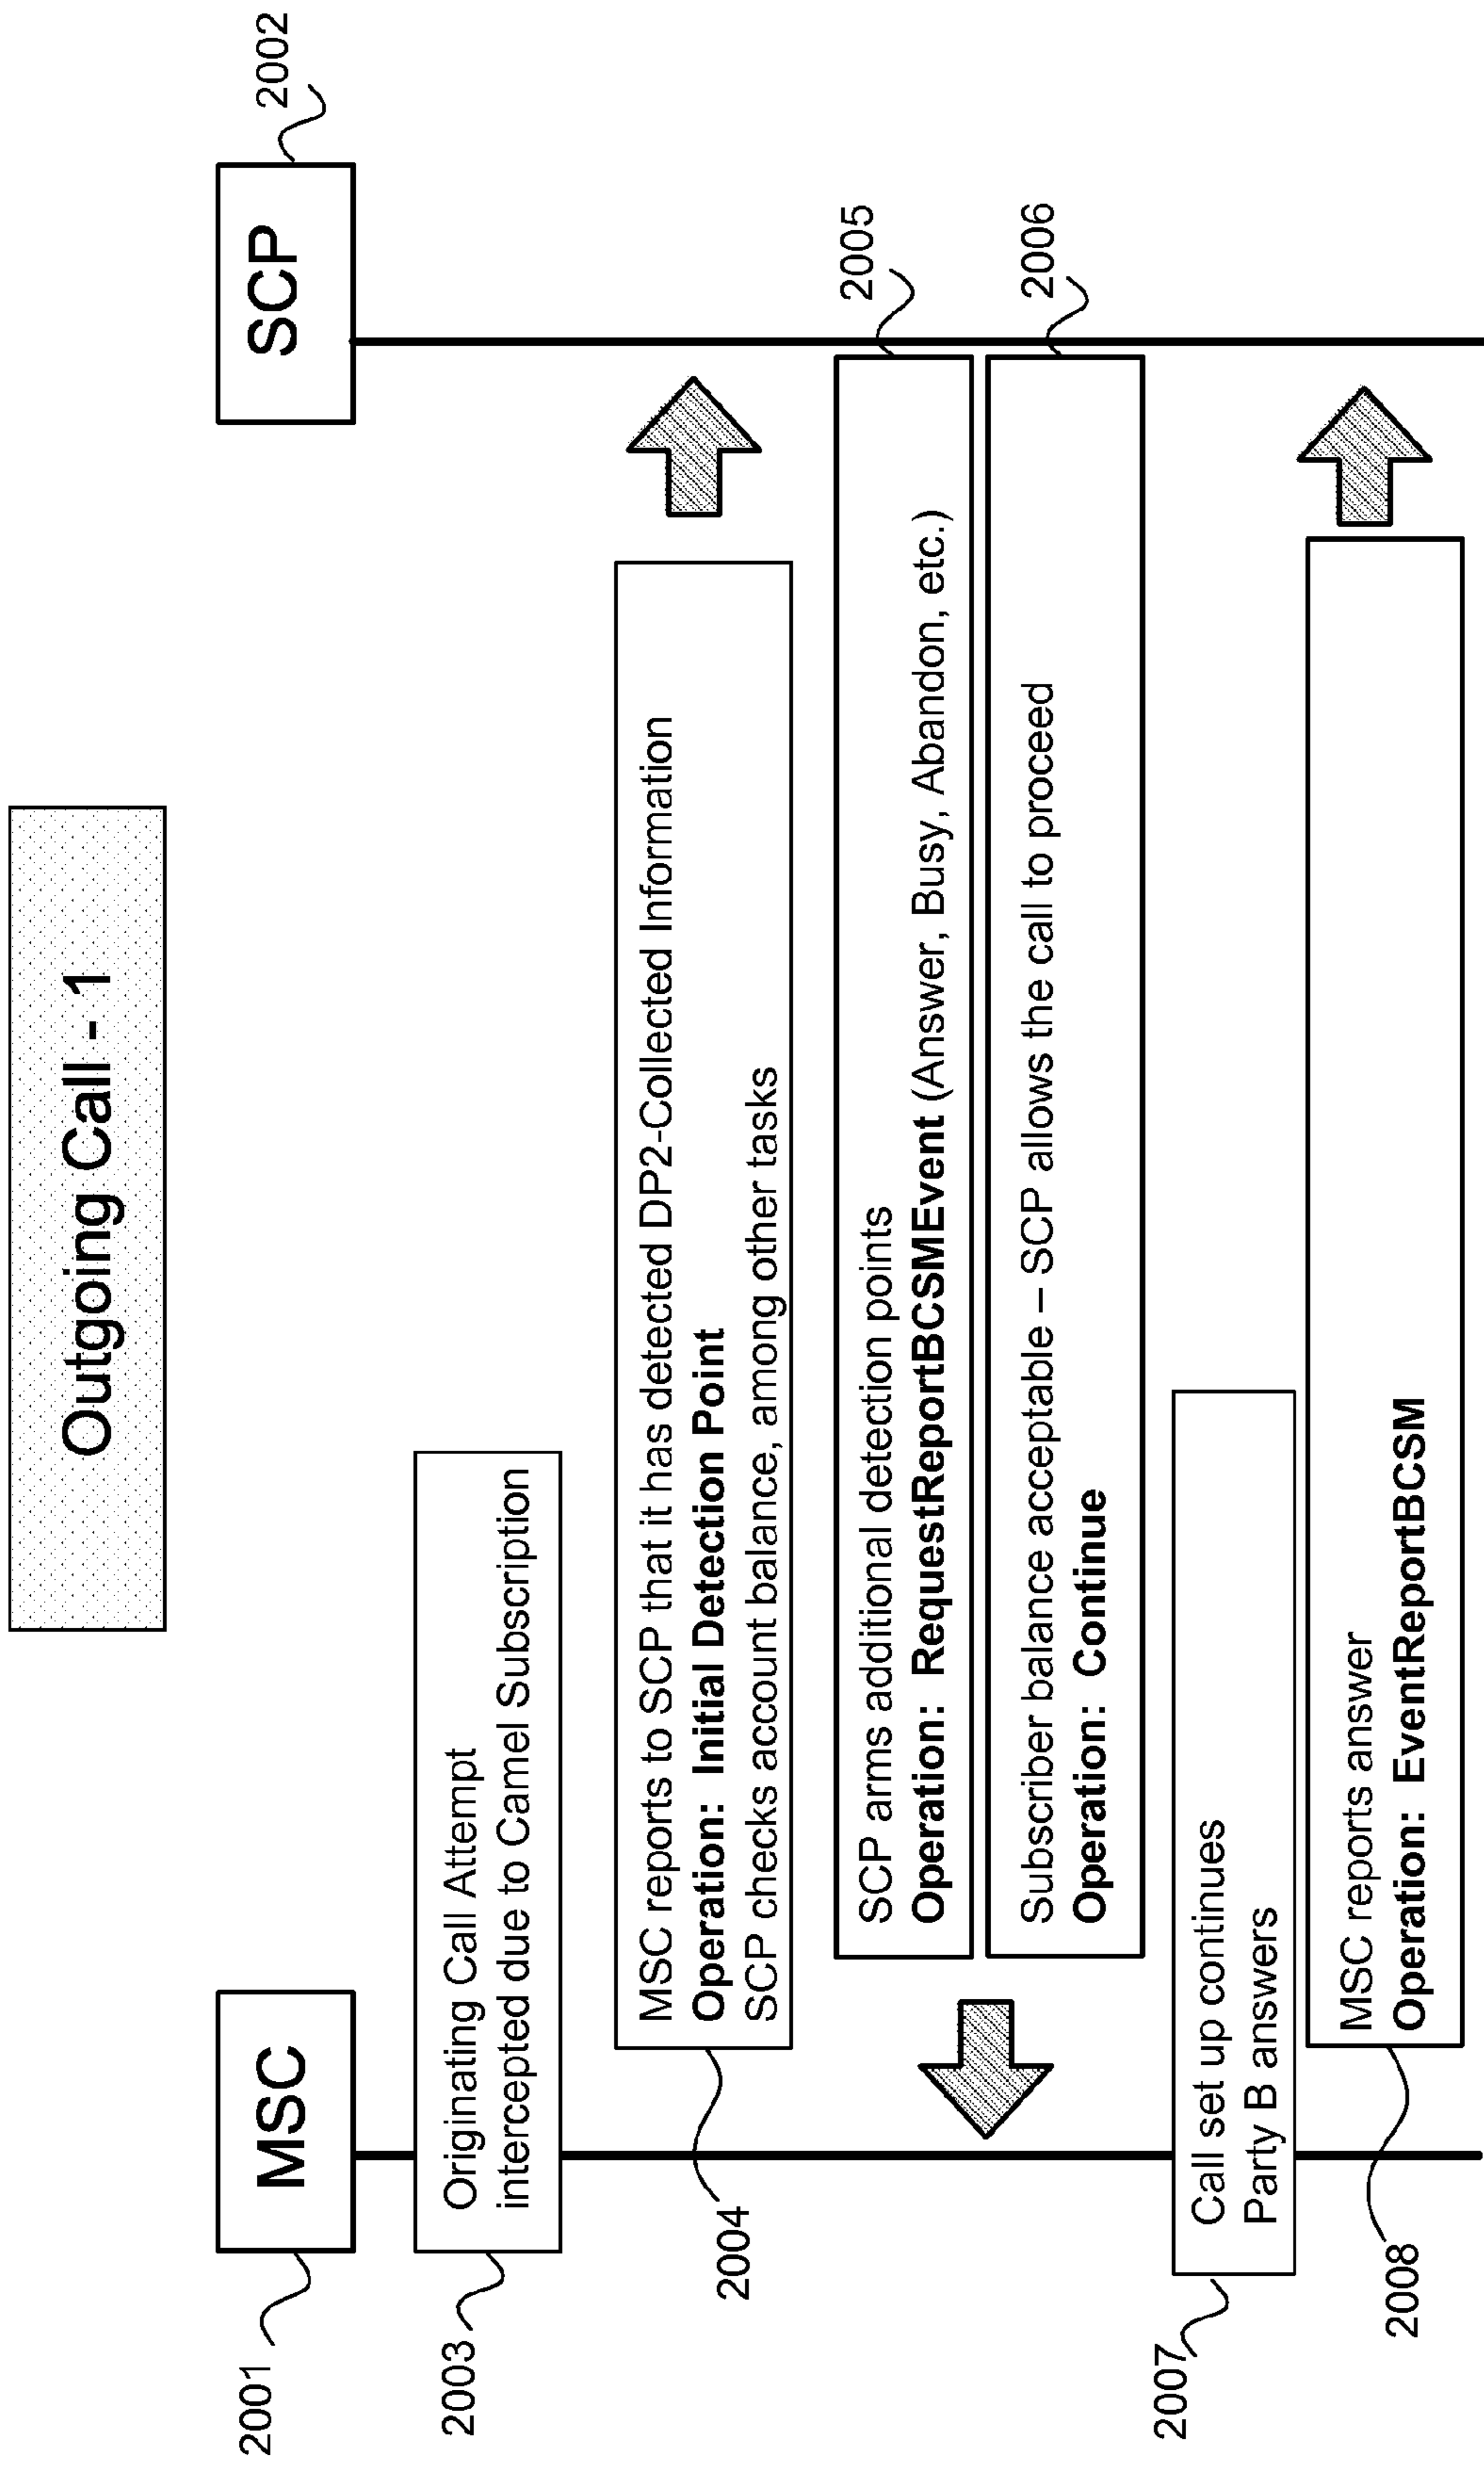 Outgoing Call - 1
MSC
SCP
2001
2002
Originating Call Attempt
intercepted due to Camel Subscription
2003
MSC reports to SCP that it has detected DP2-Collected Information
Operation: Initial Detection Point
SCP checks account balance, among other tasks
2004
SCP arms additional detection points
Operation: RequestReportBCSMEvent (Answer, Busy, Abandon, etc.)
2005
Subscriber balance acceptable – SCP allows the call to proceed
Operation: Continue
2006
Call set up continues
Party B answers
2007
MSC reports answer
Operation: EventReportBCSM
2008